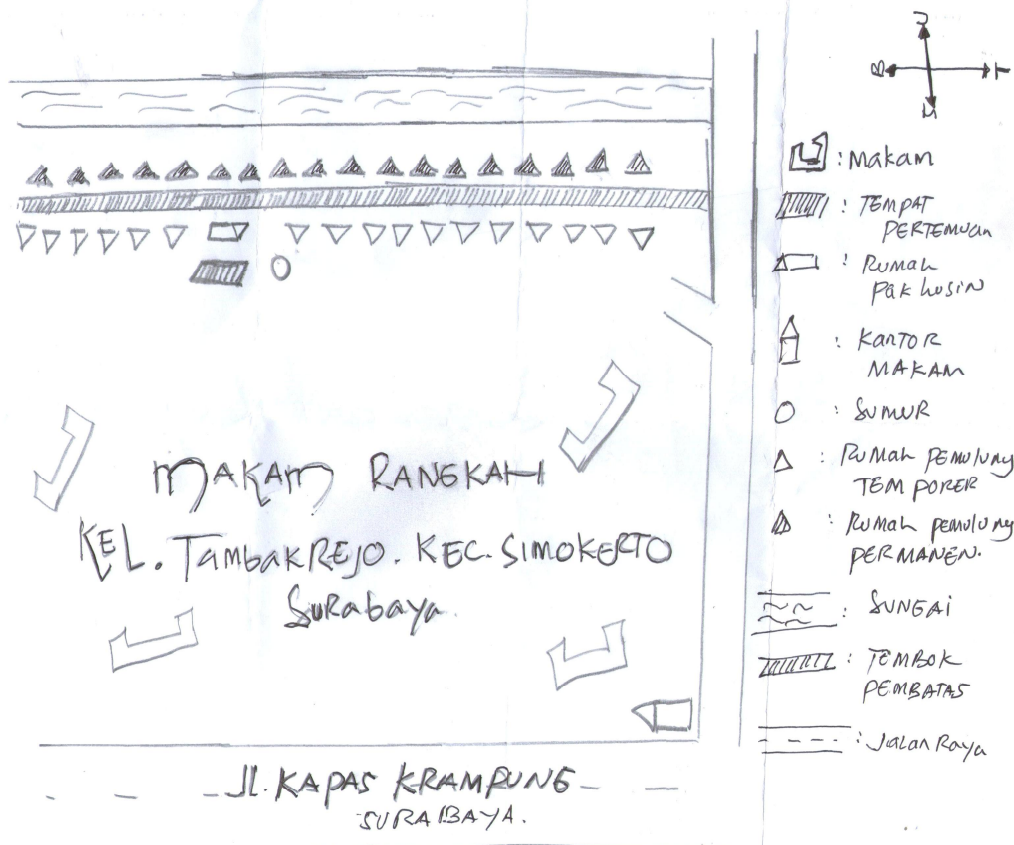 U
B
T
S
: Makam
: TEMPAT
PERTEMUAN
: Rumah
pak husin
: KANTOR
MAKAM
: SUMUR
: Rumah pemulung
TEMPORER
: Rumah pemulung
PERMANEN.
: SUNGAI
: TEMBOK
PEMBATAS
: Jalan Raya
MAKAM RANGKAH
KEL. TambakREjO. KEC. SIMOKERTO
Surabaya.
Jl. KAPAS KRAMPUNG
SURABAYA.